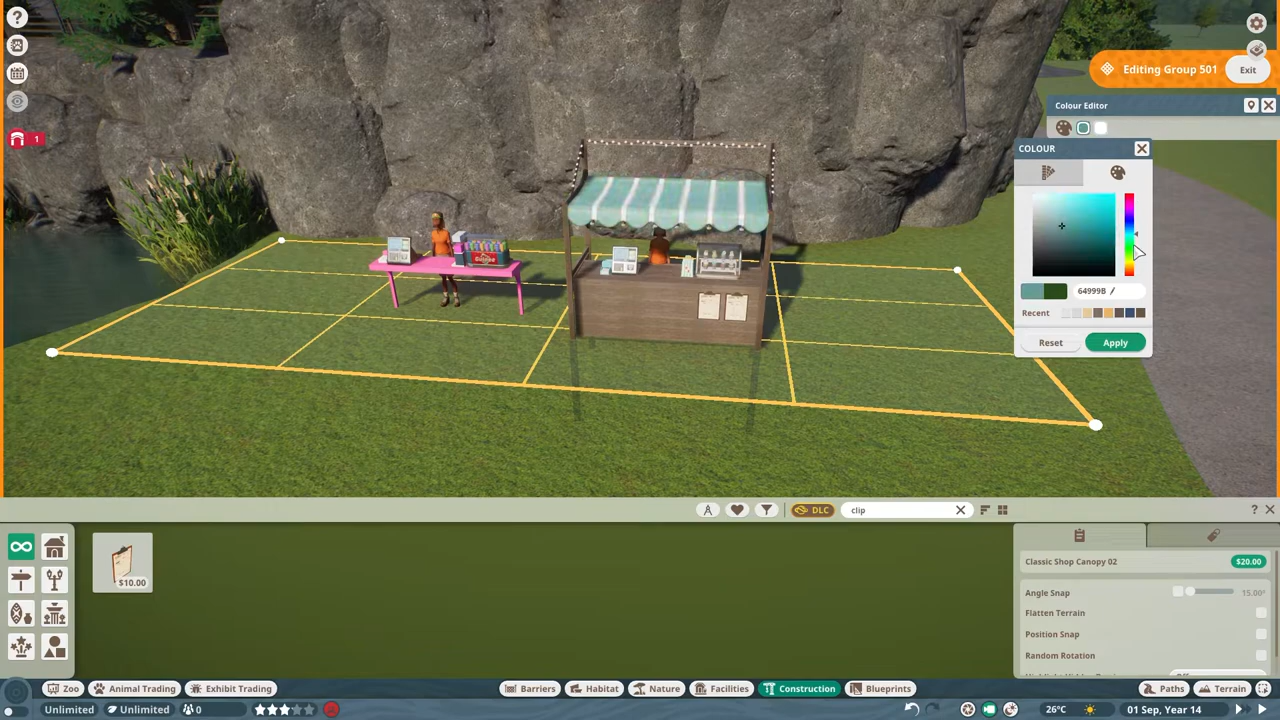 ?
Editing Group 501 Exit
1
Colour Editor
COLOUR
64999B
Recent
Reset Apply
DLC clip
?
$10.00
Classic Shop Canopy 02 $20.00
Angle Snap 15.00°
Flatten Terrain
Position Snap
Random Rotation
Zoo Animal Trading Exhibit Trading Barriers Habitat Nature Facilities Construction Blueprints Paths Terrain
Unlimited Unlimited 0 26°C 01 Sep, Year 14